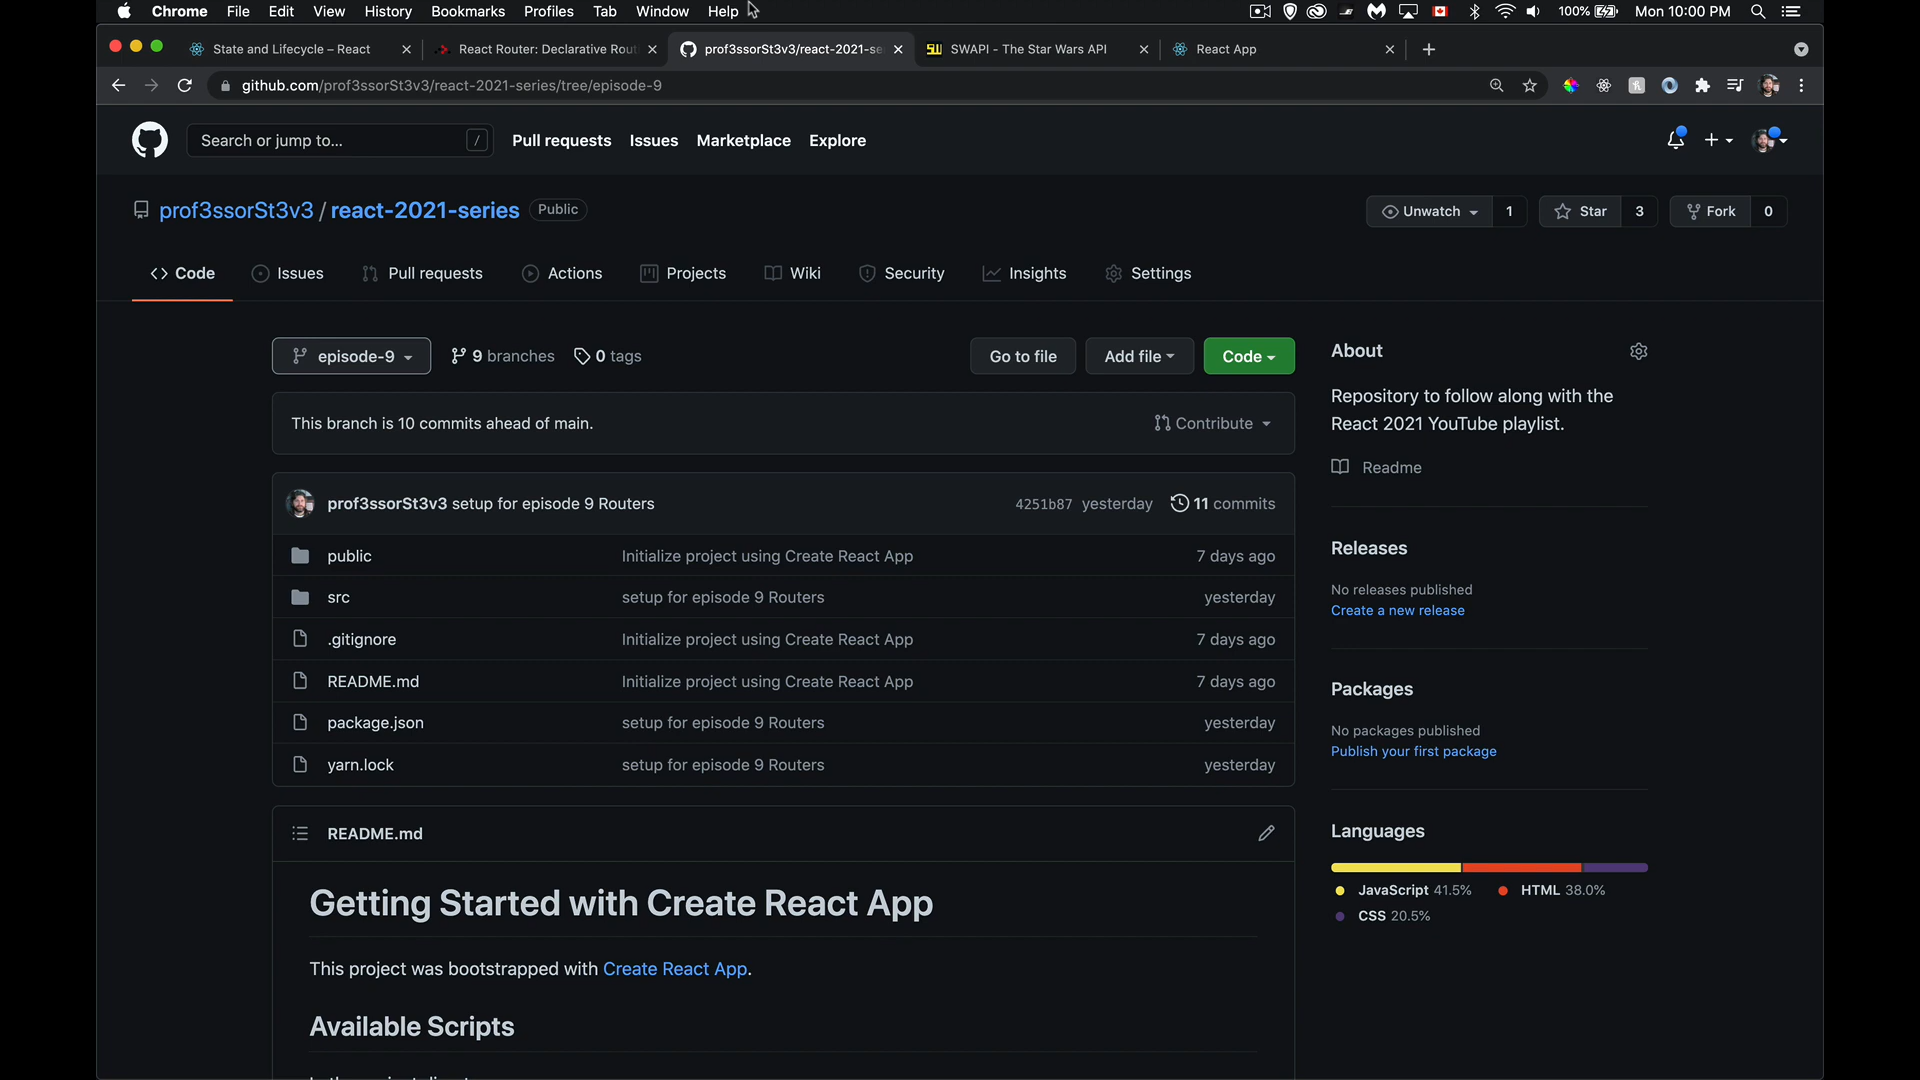 Chrome File Edit View History Bookmarks Profiles Tab Window Help 100% Mon 10:00 PM
State and Lifecycle – React
React Router: Declarative Rout
prof3ssorSt3v3/react-2021-se
SWAPI - The Star Wars API
React App
github.com/prof3ssorSt3v3/react-2021-series/tree/episode-9
Search or jump to... / Pull requests Issues Marketplace Explore
prof3ssorSt3v3 / react-2021-series Public
Unwatch 1 Star 3 Fork 0
Code Issues Pull requests Actions Projects Wiki Security Insights Settings
episode-9 9 branches 0 tags Go to file Add file Code
This branch is 10 commits ahead of main. Contribute
prof3ssorSt3v3 setup for episode 9 Routers 4251b87 yesterday 11 commits
public Initialize project using Create React App 7 days ago
src setup for episode 9 Routers yesterday
.gitignore Initialize project using Create React App 7 days ago
README.md Initialize project using Create React App 7 days ago
package.json setup for episode 9 Routers yesterday
yarn.lock setup for episode 9 Routers yesterday
README.md
Getting Started with Create React App
This project was bootstrapped with Create React App.
Available Scripts
About
Repository to follow along with the
React 2021 YouTube playlist.
Readme
Releases
No releases published
Create a new release
Packages
No packages published
Publish your first package
Languages
JavaScript 41.5% HTML 38.0%
CSS 20.5%